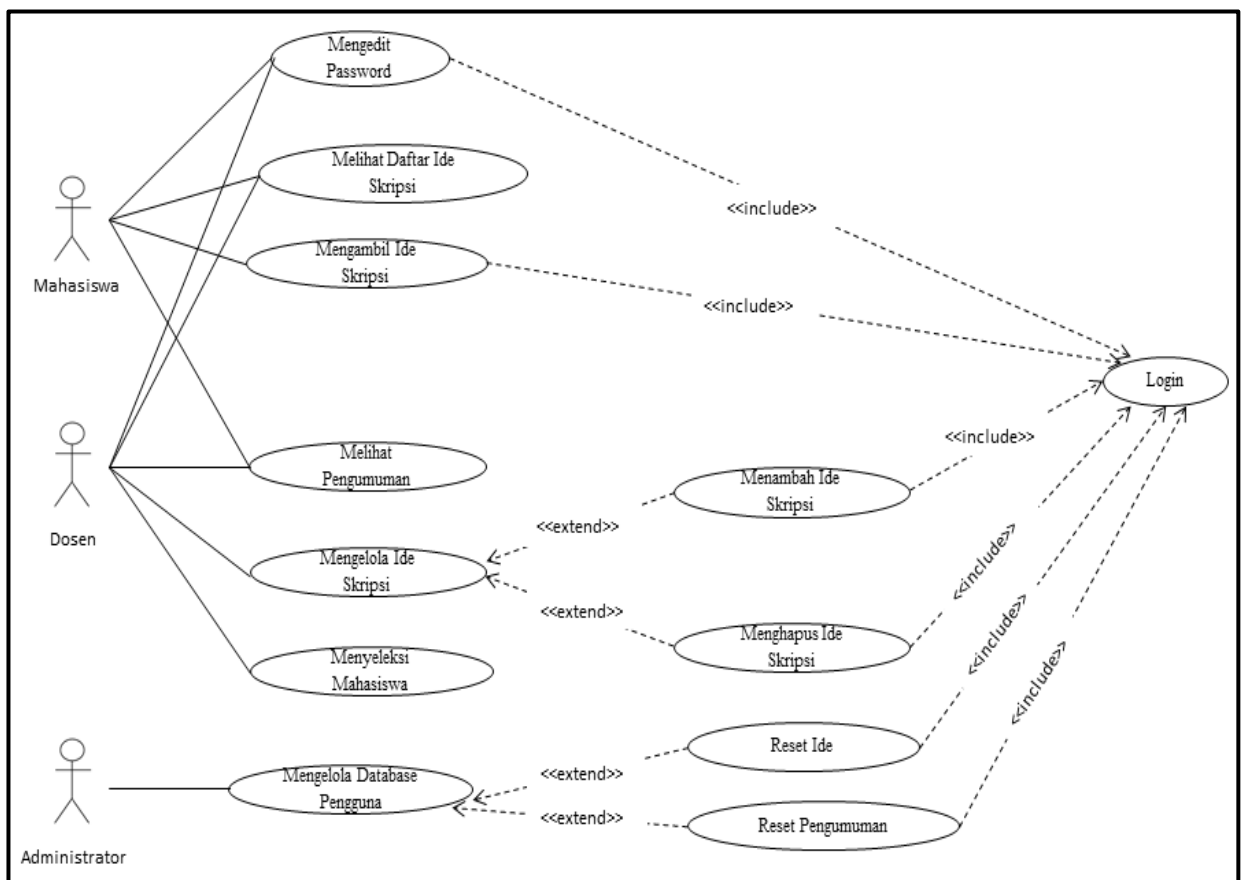 Mengedit
Password
Melihat Daftar Ide
Skripsi
<<include>>
Mengambil Ide
Skripsi
Mahasiswa
<<include>>
Login
Melihat
Pengumuman
<<include>>
Menambah Ide
Skripsi
<<extend>>
Dosen
Mengelola Ide
Skripsi
<<include>>
<<extend>>
<<include>>
Menghapus Ide
Skripsi
Menyeleksi
Mahasiswa
<<include>>
Reset Ide
<<extend>>
Mengelola Database
Pengguna
<<extend>>
Reset Pengumuman
Administrator